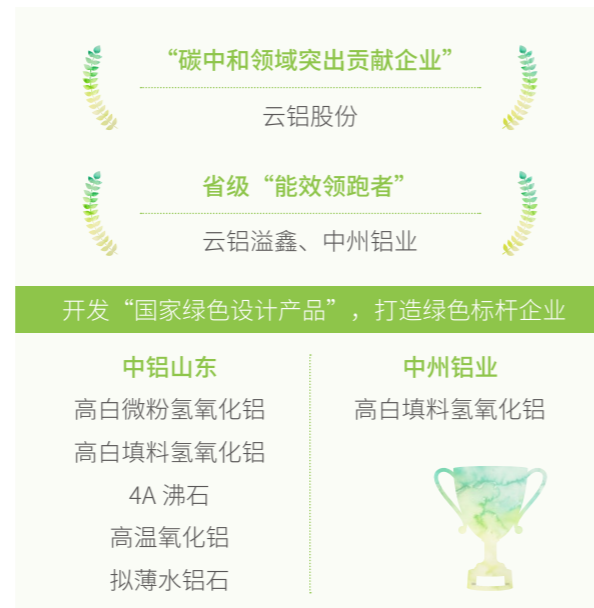 “碳中和领域突出贡献企业”
云铝股份
省级“能效领跑者”
云铝溢鑫、中州铝业
开发“国家绿色设计产品”，打造绿色标杆企业
中铝山东
高白微粉氢氧化铝
高白填料氢氧化铝
4A 沸石
高温氧化铝
拟薄水铝石
中州铝业
高白填料氢氧化铝